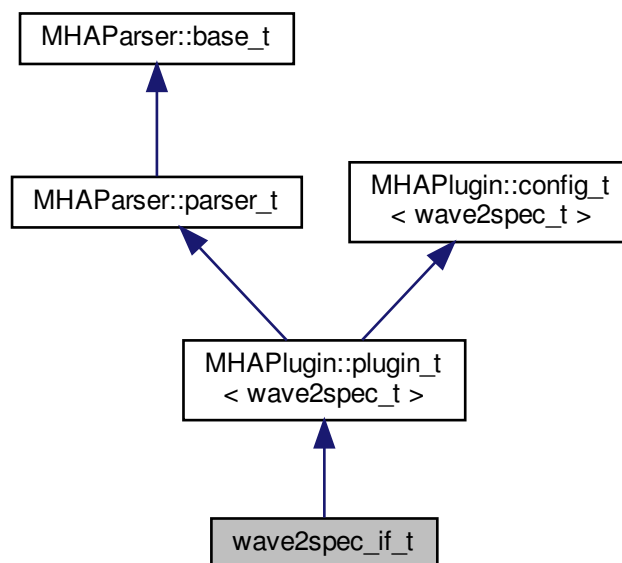 MHAParser::base_t
MHAParser::parser_t
MHAPlugin::config_t
< wave2spec_t >
MHAPlugin::plugin_t
< wave2spec_t >
wave2spec_if_t